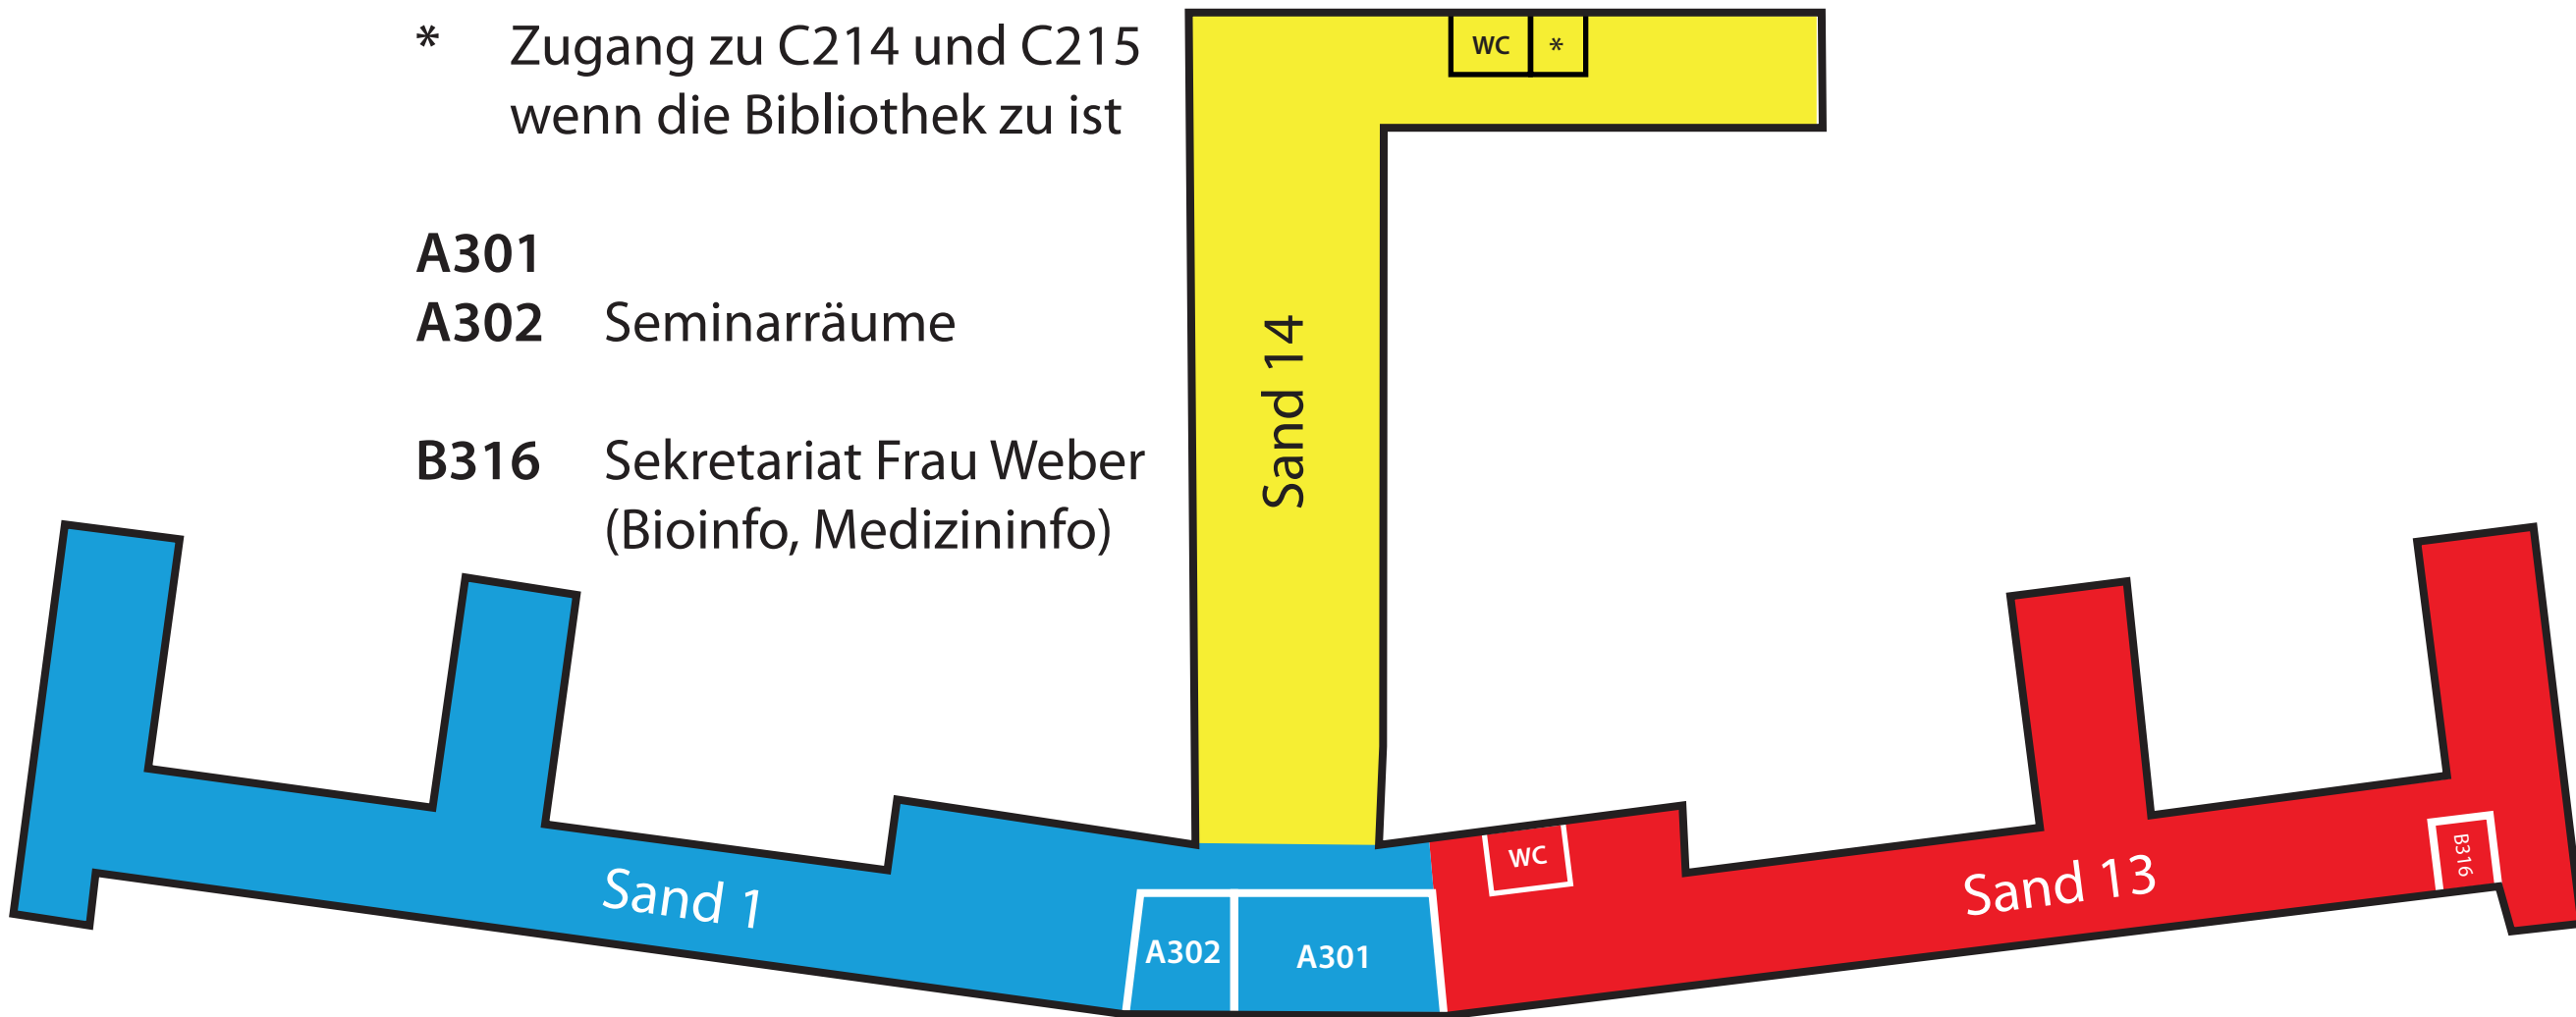 * Zugang zu C214 und C215
wenn die Bibliothek zu ist
A301
A302 Seminarräume
B316 Sekretariat Frau Weber
(Bioinfo, Medizininfo)
WC *
Sand 14
Sand 1
A302 A301
WC
Sand 13
B316